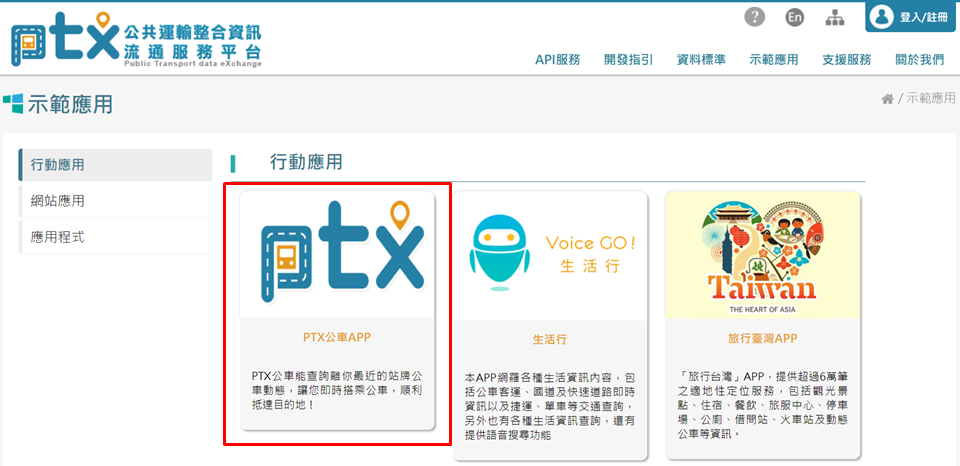 En
登入/註冊
ptx 公共運輸整合資訊
流通服務平台
Public Transport data eXchange
API服務 開發指引 資料標準 示範應用 支援服務 關於我們
示範應用
/ 示範應用
行動應用
網站應用
應用程式
行動應用
ptx
PTX公車APP
PTX公車能查詢離你最近的站牌公
車動態，讓您即時搭乘公車，順利
抵達目的地！
Voice GO!
生活行
生活行
本APP網羅各種生活資訊內容，包
括公車客運、國道及快速道路即時
資訊以及捷運、單車等交通查詢，
另外也有各種生活資訊查詢，還有
提供語音搜尋功能
Taiwan
THE HEART OF ASIA
旅行臺灣APP
「旅行台灣」APP，提供超過6萬筆
之適地性定位服務，包括觀光景
點、住宿、餐飲、旅服中心、停車
場、公廁、借問站、火車站及動態
公車等資訊。